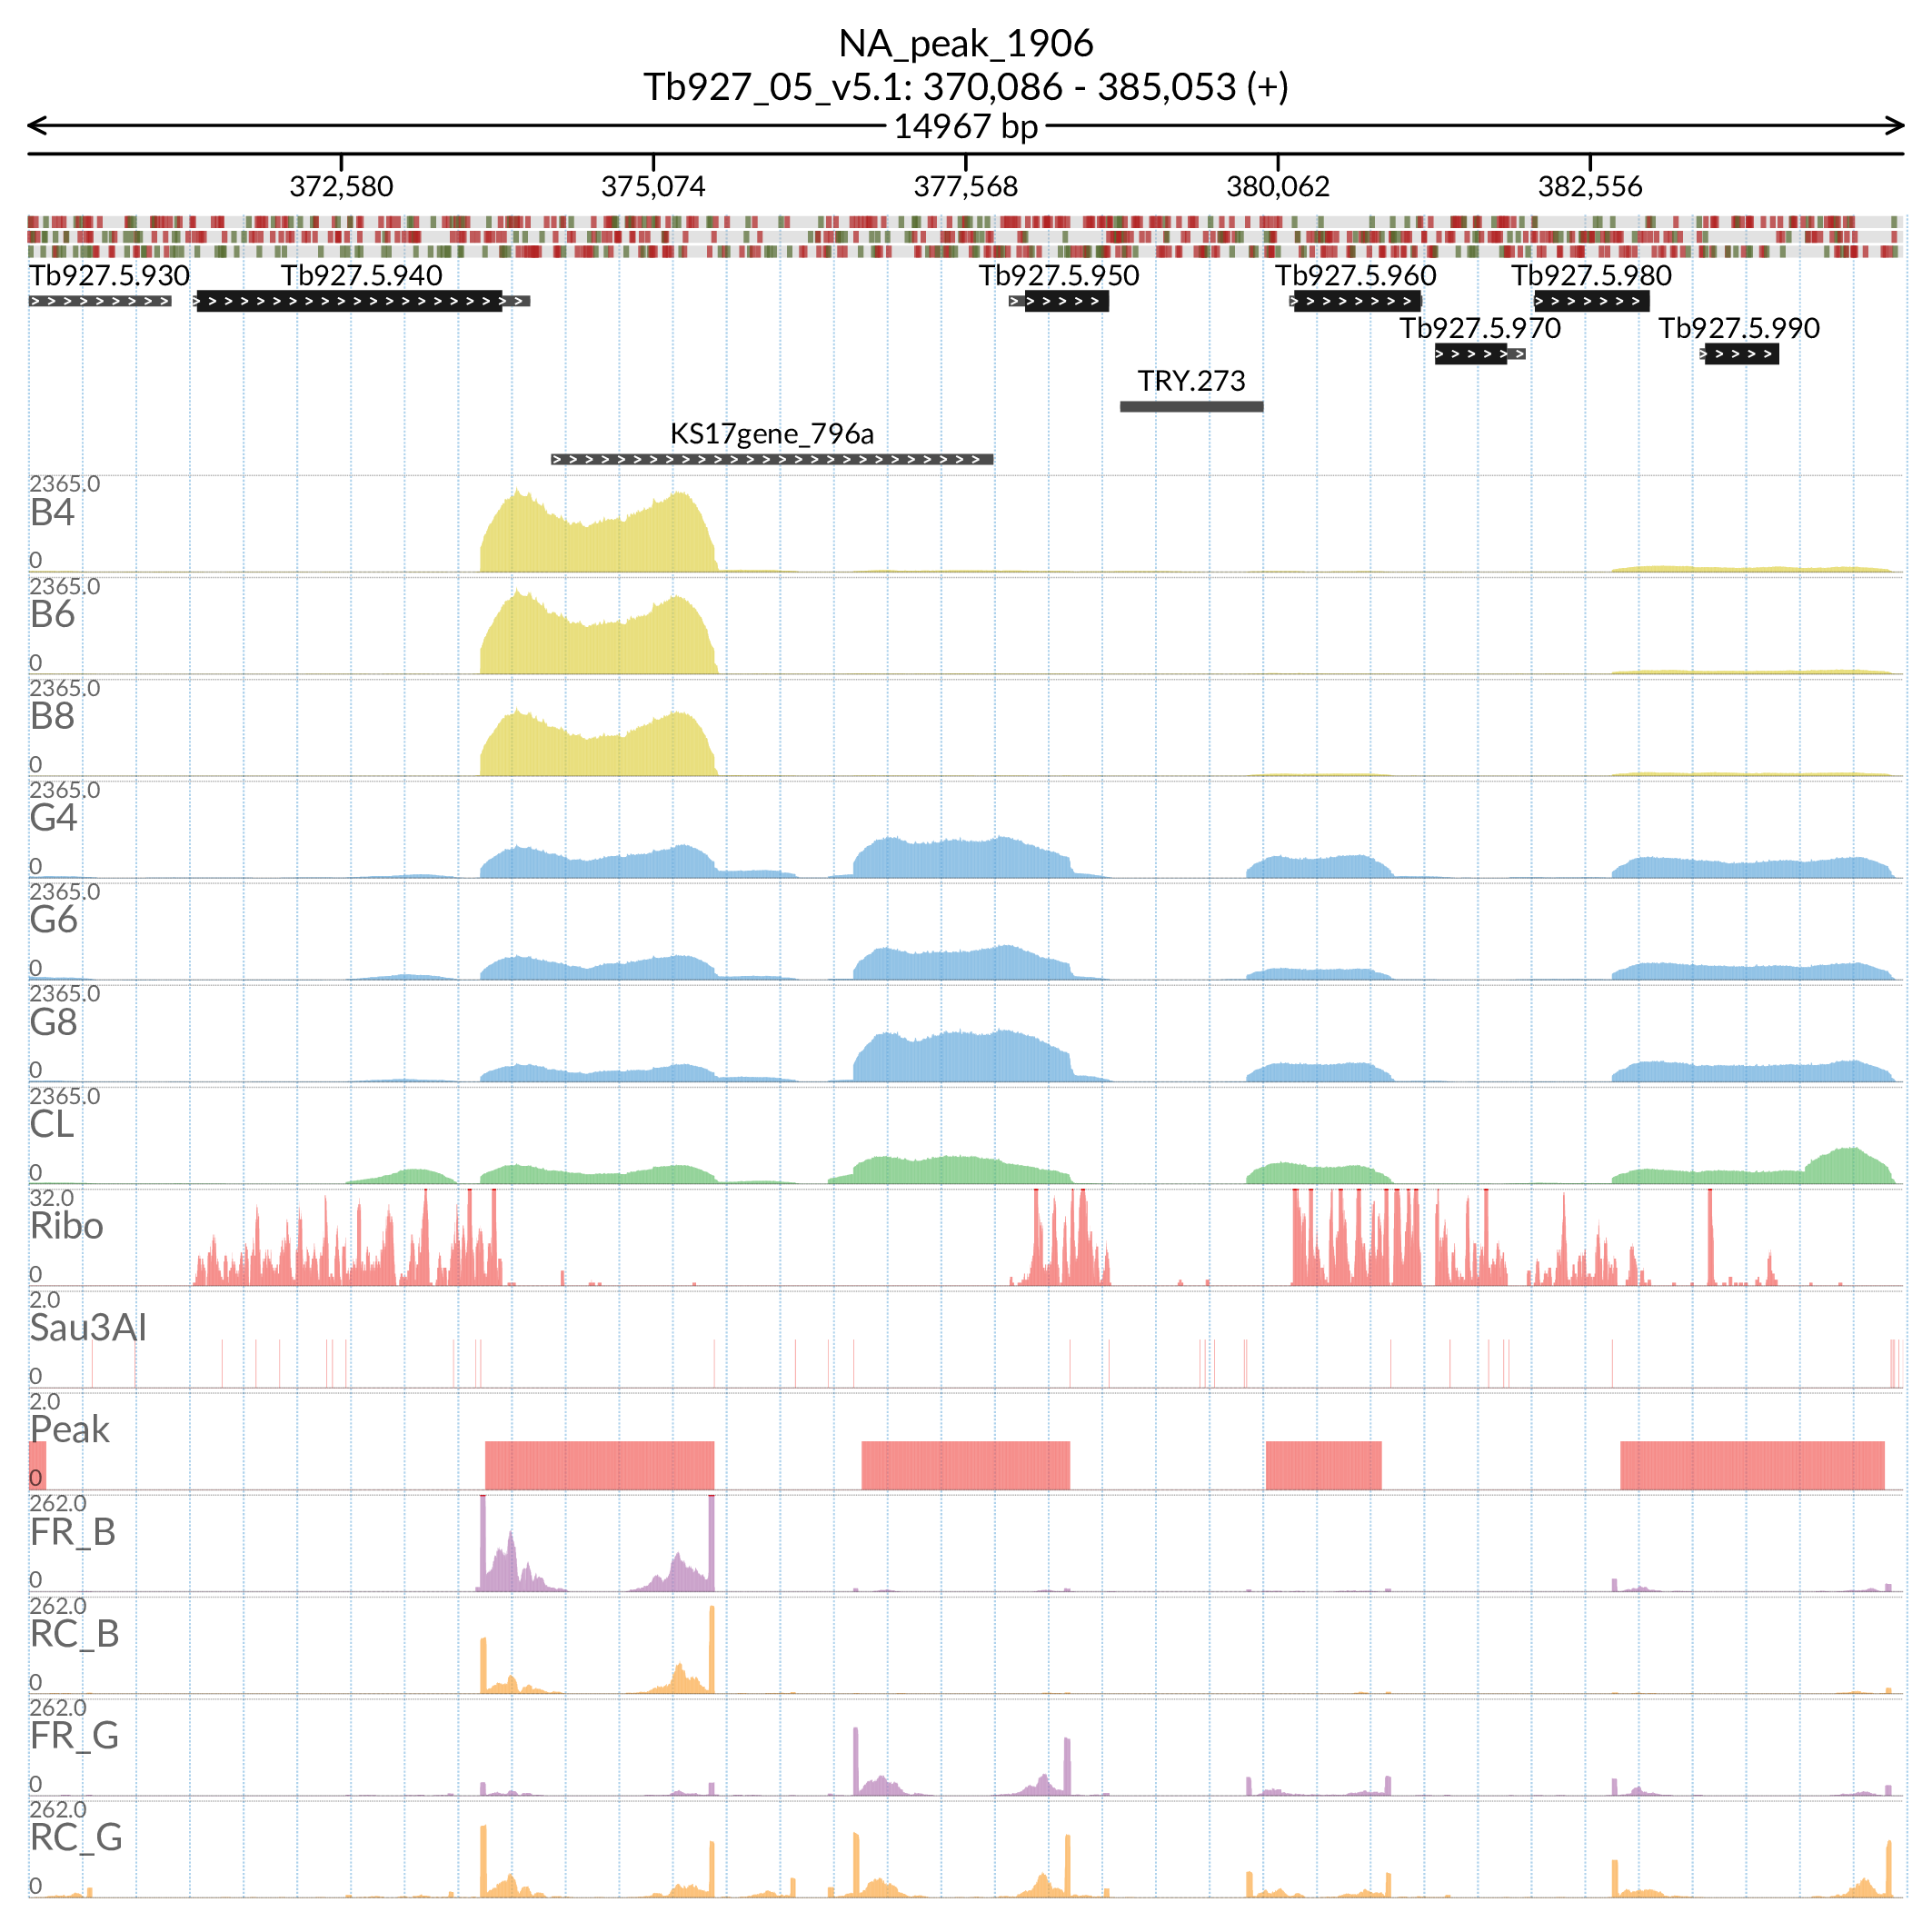 NA_peak_1906
Tb927_05_v5.1: 370,086 - 385,053 (+)
14967 bp
372,580 375,074 377,568 380,062 382,556
Tb927.5.930 Tb927.5.940 Tb927.5.950 Tb927.5.960 Tb927.5.980
Tb927.5.970 Tb927.5.990
TRY.273
KS17gene_796a
2365.0
B4
0
2365.0
B6
0
2365.0
B8
0
2365.0
G4
0
2365.0
G6
0
2365.0
G8
0
2365.0
CL
0
32.0
Ribo
0
2.0
Sau3AI
0
2.0
Peak
0
262.0
FR_B
0
262.0
RC_B
0
262.0
FR_G
0
262.0
RC_G
0